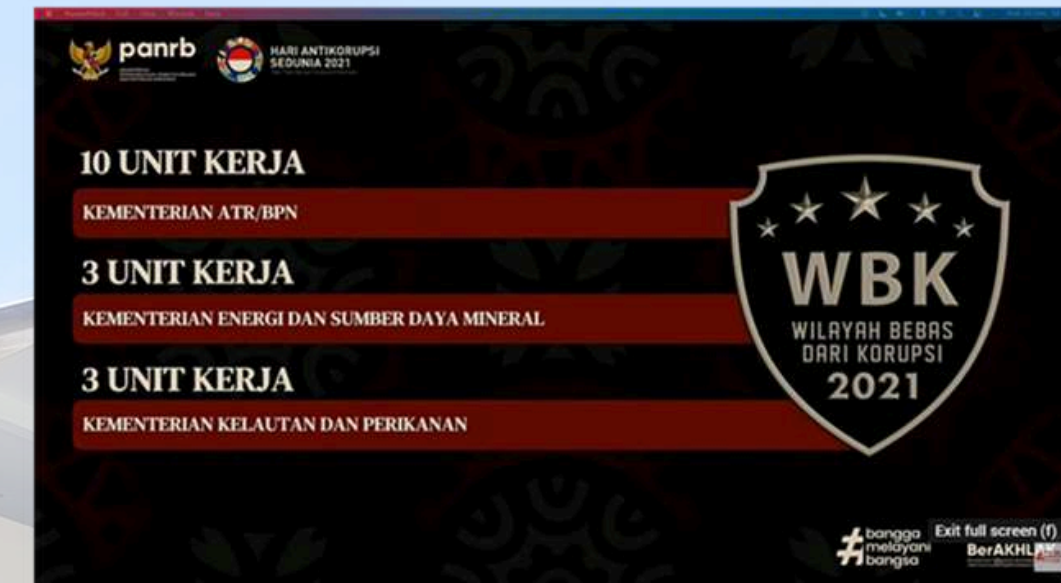 panrb
HARI ANTIKORUPSI
SEDUNIA 2021
10 UNIT KERJA
KEMENTERIAN ATR/BPN
3 UNIT KERJA
KEMENTERIAN ENERGI DAN SUMBER DAYA MINERAL
3 UNIT KERJA
KEMENTERIAN KELAUTAN DAN PERIKANAN
WBK
WILAYAH BEBAS
DARI KORUPSI
2021
# bangga
melayani
bangsa
Exit full screen (f)
BerAKHLAK